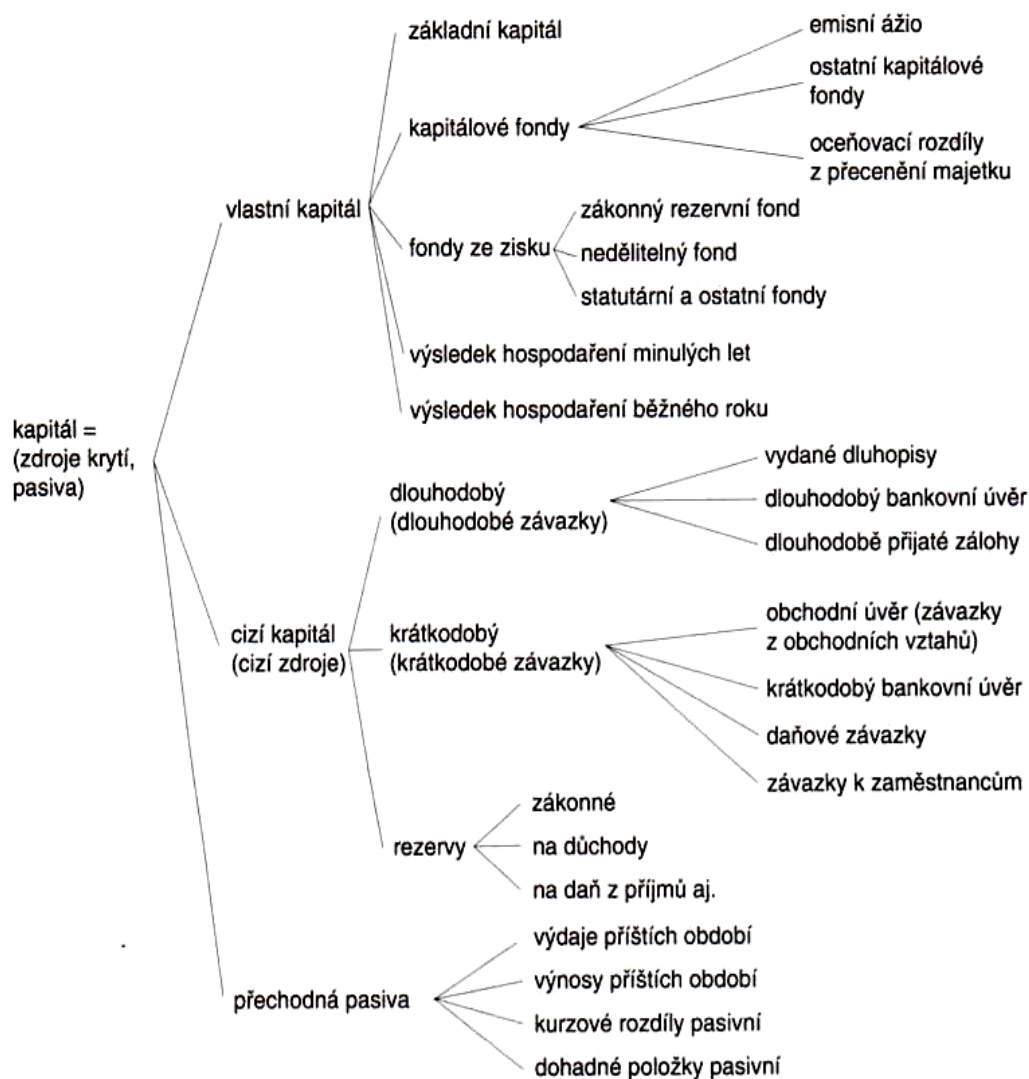 základní kapitál
emisní ážio
ostatní kapitálové
fondy
kapitálové fondy
oceňovací rozdíly
z přecenění majetku
vlastní kapitál
zákonný rezervní fond
fondy ze zisku
nedělitelný fond
statutární a ostatní fondy
výsledek hospodaření minulých let
výsledek hospodaření běžného roku
kapitál =
(zdroje krytí,
pasiva)
dlouhodobý
(dlouhodobé závazky)
vydané dluhopisy
dlouhodobý bankovní úvěr
dlouhodobě přijaté zálohy
cizí kapitál
(cizí zdroje)
krátkodobý
(krátkodobé závazky)
obchodní úvěr (závazky
z obchodních vztahů)
krátkodobý bankovní úvěr
daňové závazky
závazky k zaměstnancům
rezervy
zákonné
na důchody
na daň z příjmů aj.
přechodná pasiva
výdaje příštích období
výnosy příštích období
kurzové rozdíly pasivní
dohadné položky pasivní